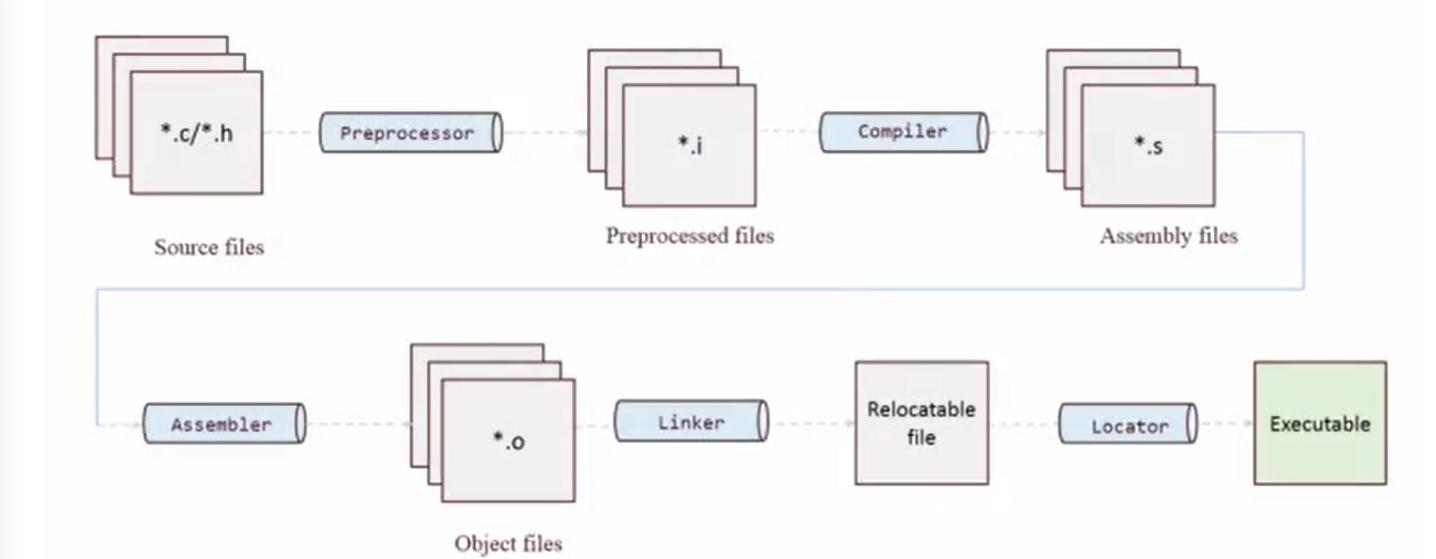 *.c/*.h
Preprocessor
*.i
Compiler
*.s
Source files
Preprocessed files
Assembly files
Assembler
*.o
Linker
Relocatable
file
Locator
Executable
Object files